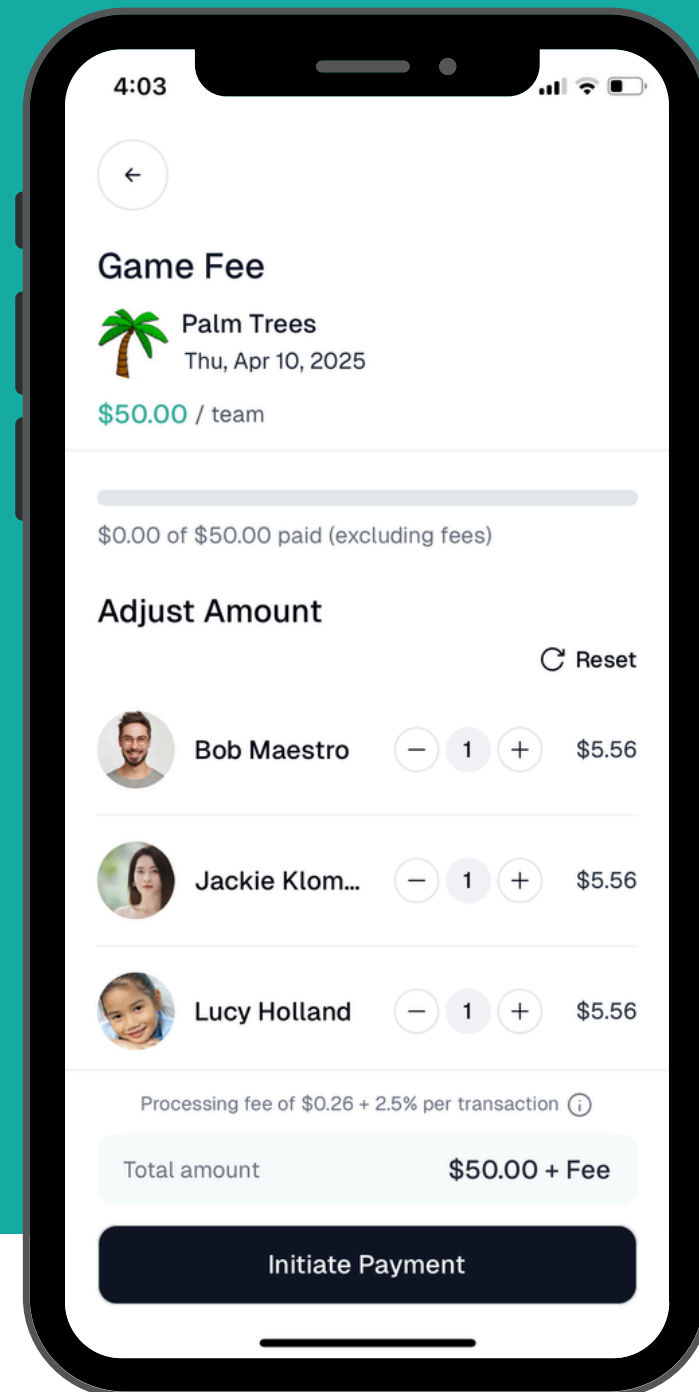 4:03
Game Fee
Palm Trees
Thu, Apr 10, 2025
$50.00 / team
$0.00 of $50.00 paid (excluding fees)
Adjust Amount
Reset
Bob Maestro − 1 + $5.56
Jackie Klom... − 1 + $5.56
Lucy Holland − 1 + $5.56
Processing fee of $0.26 + 2.5% per transaction
Total amount $50.00 + Fee
Initiate Payment